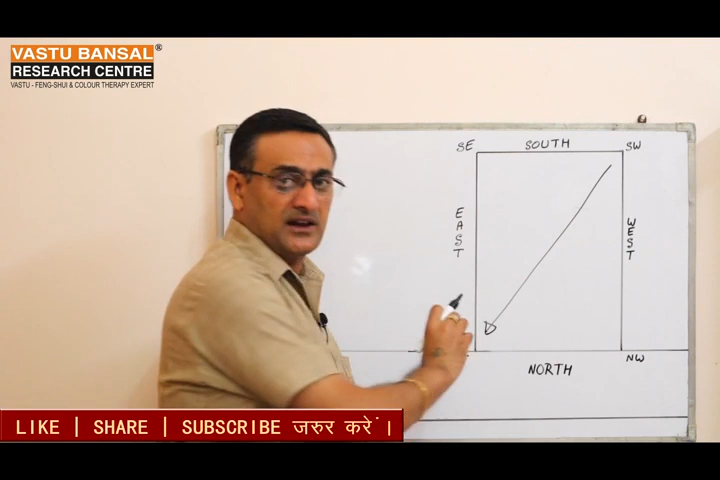 VASTU BANSAL®
RESEARCH CENTRE
VASTU - FENG-SHUI & COLOUR THERAPY EXPERT
SE SOUTH SW
EAST
WEST
NW
NORTH
LIKE | SHARE | SUBSCRIBE जरुर करें ।